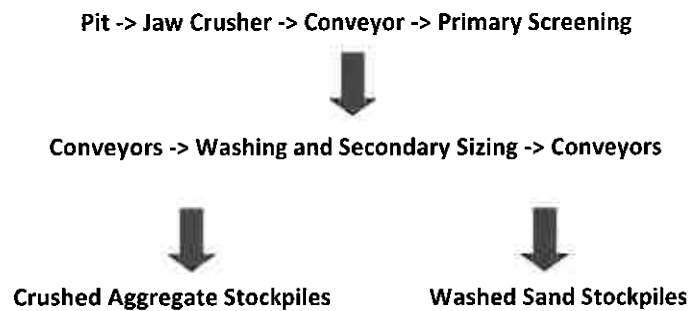 Pit -> Jaw Crusher -> Conveyor -> Primary Screening
Conveyors -> Washing and Secondary Sizing -> Conveyors
Crushed Aggregate Stockpiles
Washed Sand Stockpiles